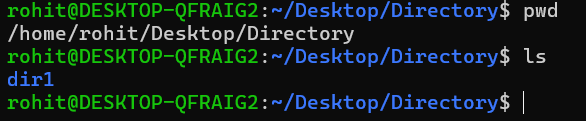 rohit@DESKTOP-QFRAIG2:~/Desktop/Directory$ pwd
/home/rohit/Desktop/Directory
rohit@DESKTOP-QFRAIG2:~/Desktop/Directory$ ls
dir1
rohit@DESKTOP-QFRAIG2:~/Desktop/Directory$